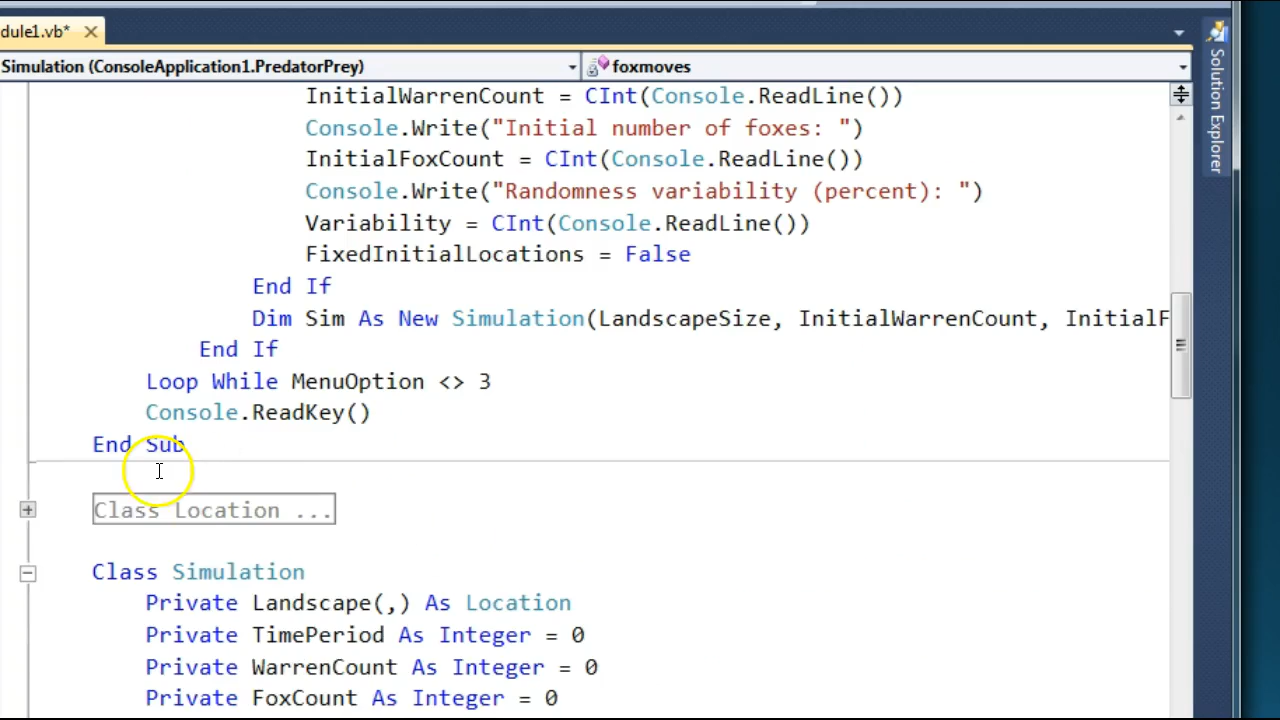 dule1.vb*
Simulation (ConsoleApplication1.PredatorPrey) foxmoves
Solution Explorer
InitialWarrenCount = CInt(Console.ReadLine())
Console.Write("Initial number of foxes: ")
InitialFoxCount = CInt(Console.ReadLine())
Console.Write("Randomness variability (percent): ")
Variability = CInt(Console.ReadLine())
FixedInitialLocations = False
End If
Dim Sim As New Simulation(LandscapeSize, InitialWarrenCount, InitialF
End If
Loop While MenuOption <> 3
Console.ReadKey()
End Sub
Class Location ...
Class Simulation
Private Landscape(,) As Location
Private TimePeriod As Integer = 0
Private WarrenCount As Integer = 0
Private FoxCount As Integer = 0